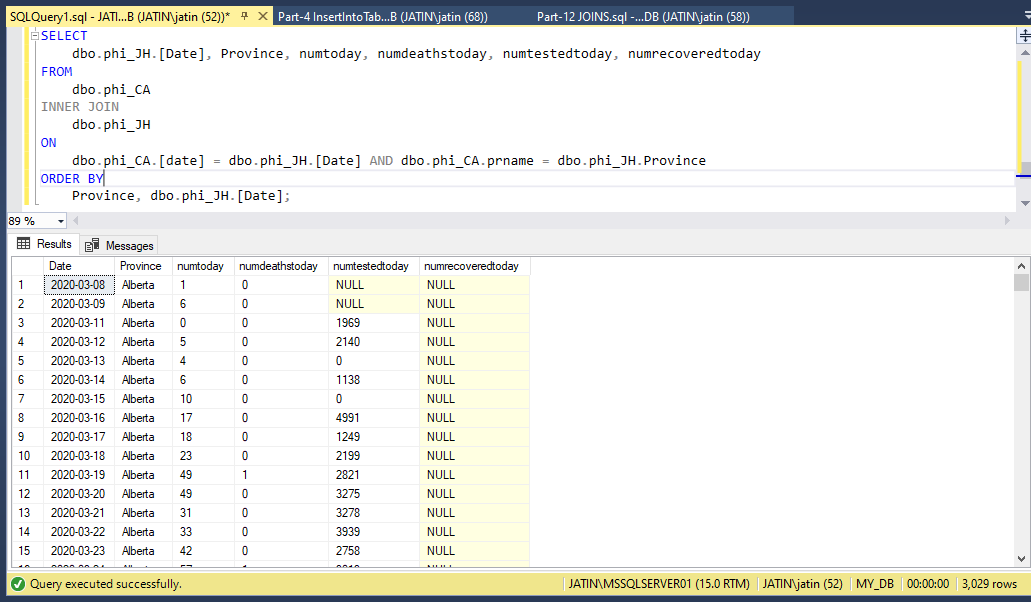 SQLQuery1.sql - JATI...B (JATIN\jatin (52))* Part-4 InsertIntoTab...B (JATIN\jatin (68)) Part-12 JOINS.sql -...DB (JATIN\jatin (58))
SELECT
dbo.phi_JH.[Date], Province, numtoday, numdeathstoday, numtestedtoday, numrecoveredtoday
FROM
dbo.phi_CA
INNER JOIN
dbo.phi_JH
ON
dbo.phi_CA.[date] = dbo.phi_JH.[Date] AND dbo.phi_CA.prname = dbo.phi_JH.Province
ORDER BY
Province, dbo.phi_JH.[Date];
89 %
Results Messages
Date Province numtoday numdeathstoday numtestedtoday numrecoveredtoday
1 2020-03-08 Alberta 1 0 NULL NULL
2 2020-03-09 Alberta 6 0 NULL NULL
3 2020-03-11 Alberta 0 0 1969 NULL
4 2020-03-12 Alberta 5 0 2140 NULL
5 2020-03-13 Alberta 4 0 0 NULL
6 2020-03-14 Alberta 6 0 1138 NULL
7 2020-03-15 Alberta 10 0 0 NULL
8 2020-03-16 Alberta 17 0 4991 NULL
9 2020-03-17 Alberta 18 0 1249 NULL
10 2020-03-18 Alberta 23 0 2199 NULL
11 2020-03-19 Alberta 49 1 2821 NULL
12 2020-03-20 Alberta 49 0 3275 NULL
13 2020-03-21 Alberta 31 0 3278 NULL
14 2020-03-22 Alberta 33 0 3939 NULL
15 2020-03-23 Alberta 42 0 2758 NULL
Query executed successfully. JATIN\MSSQLSERVER01 (15.0 RTM) JATIN\jatin (52) MY_DB 00:00:00 3,029 rows